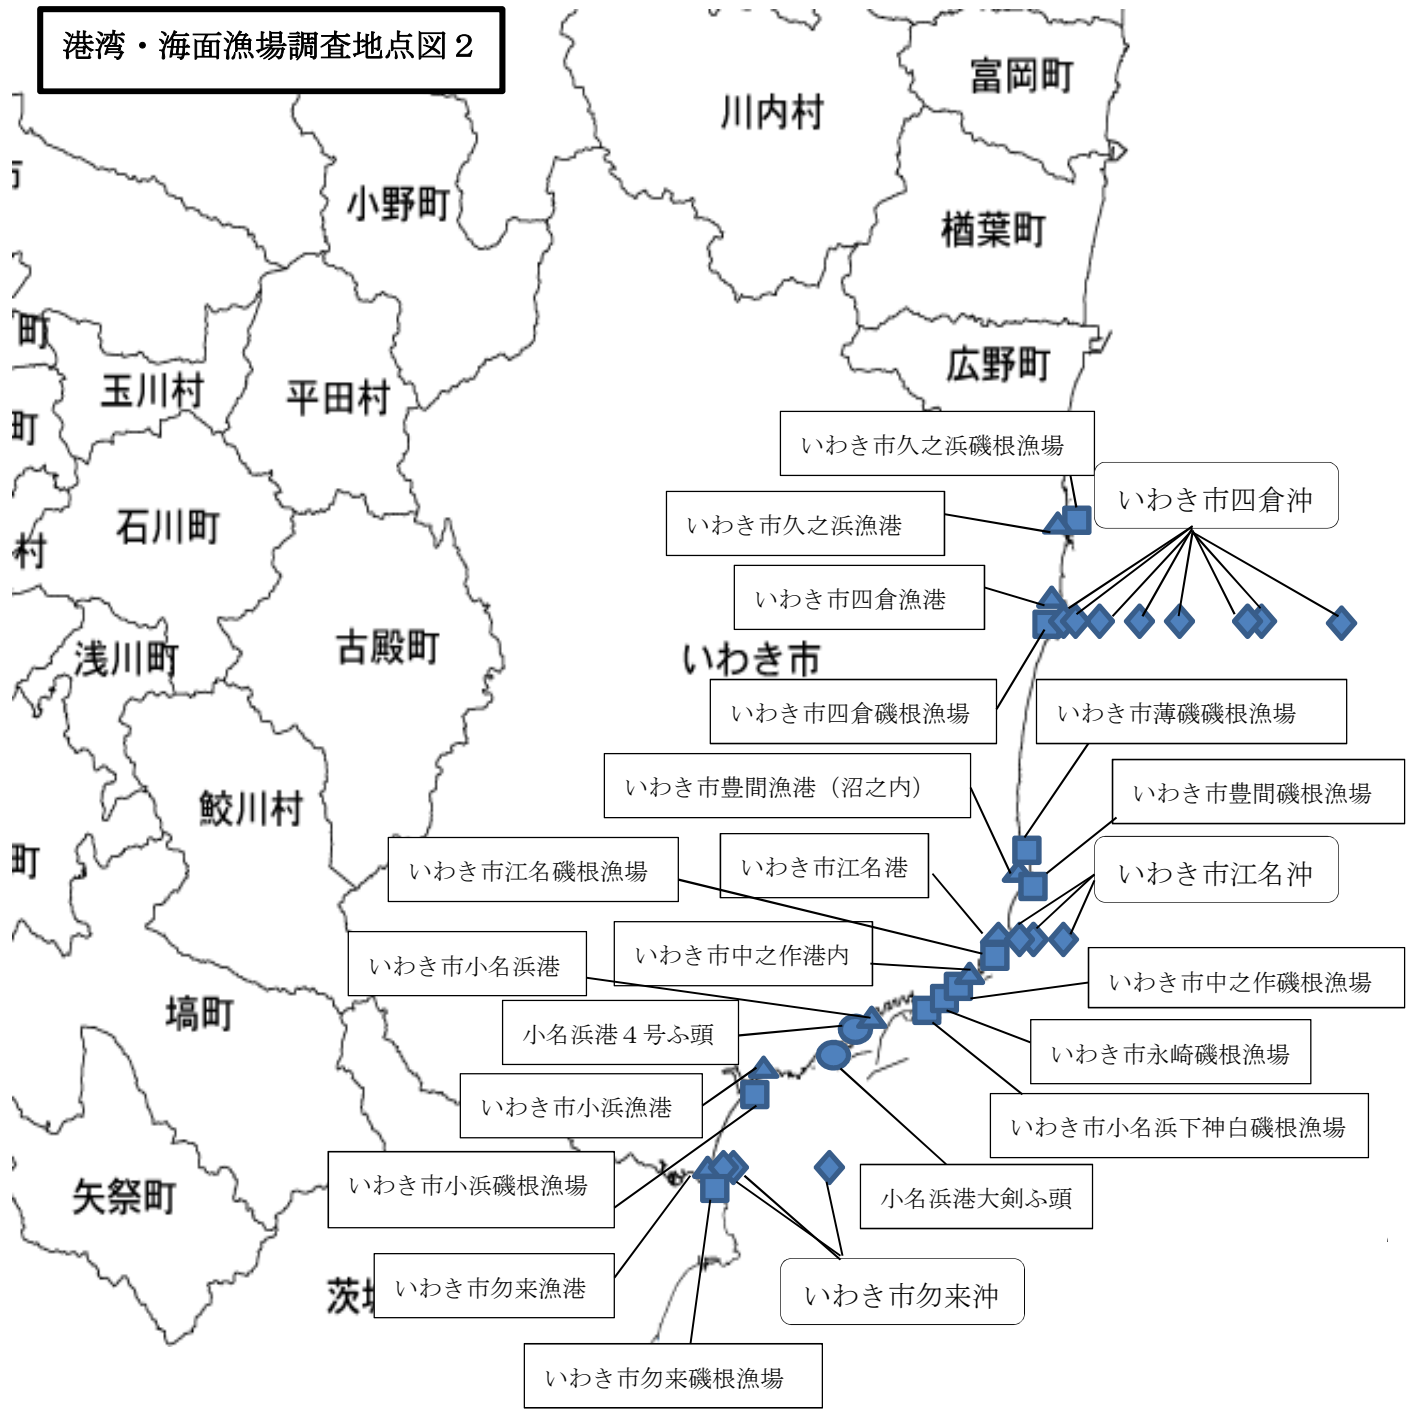 港湾・海面漁場調査地点図２
富岡町
川内村
市
小野町
楢葉町
町
広野町
玉川村
平田村
町
いわき市久之浜磯根漁場
いわき市四倉沖
石川町
いわき市久之浜漁港
村
いわき市四倉漁港
浅川町
古殿町
いわき市
いわき市四倉磯根漁場
いわき市薄磯磯根漁場
いわき市豊間漁港（沼之内）
いわき市豊間磯根漁場
鮫川村
町
いわき市江名磯根漁場
いわき市江名港
いわき市江名沖
いわき市小名浜港
いわき市中之作港内
いわき市中之作磯根漁場
塙町
小名浜港４号ふ頭
いわき市永崎磯根漁場
いわき市小浜漁港
いわき市小名浜下神白磯根漁場
いわき市小浜磯根漁場
矢祭町
小名浜港大剣ふ頭
いわき市勿来漁港
茨
いわき市勿来沖
いわき市勿来磯根漁場